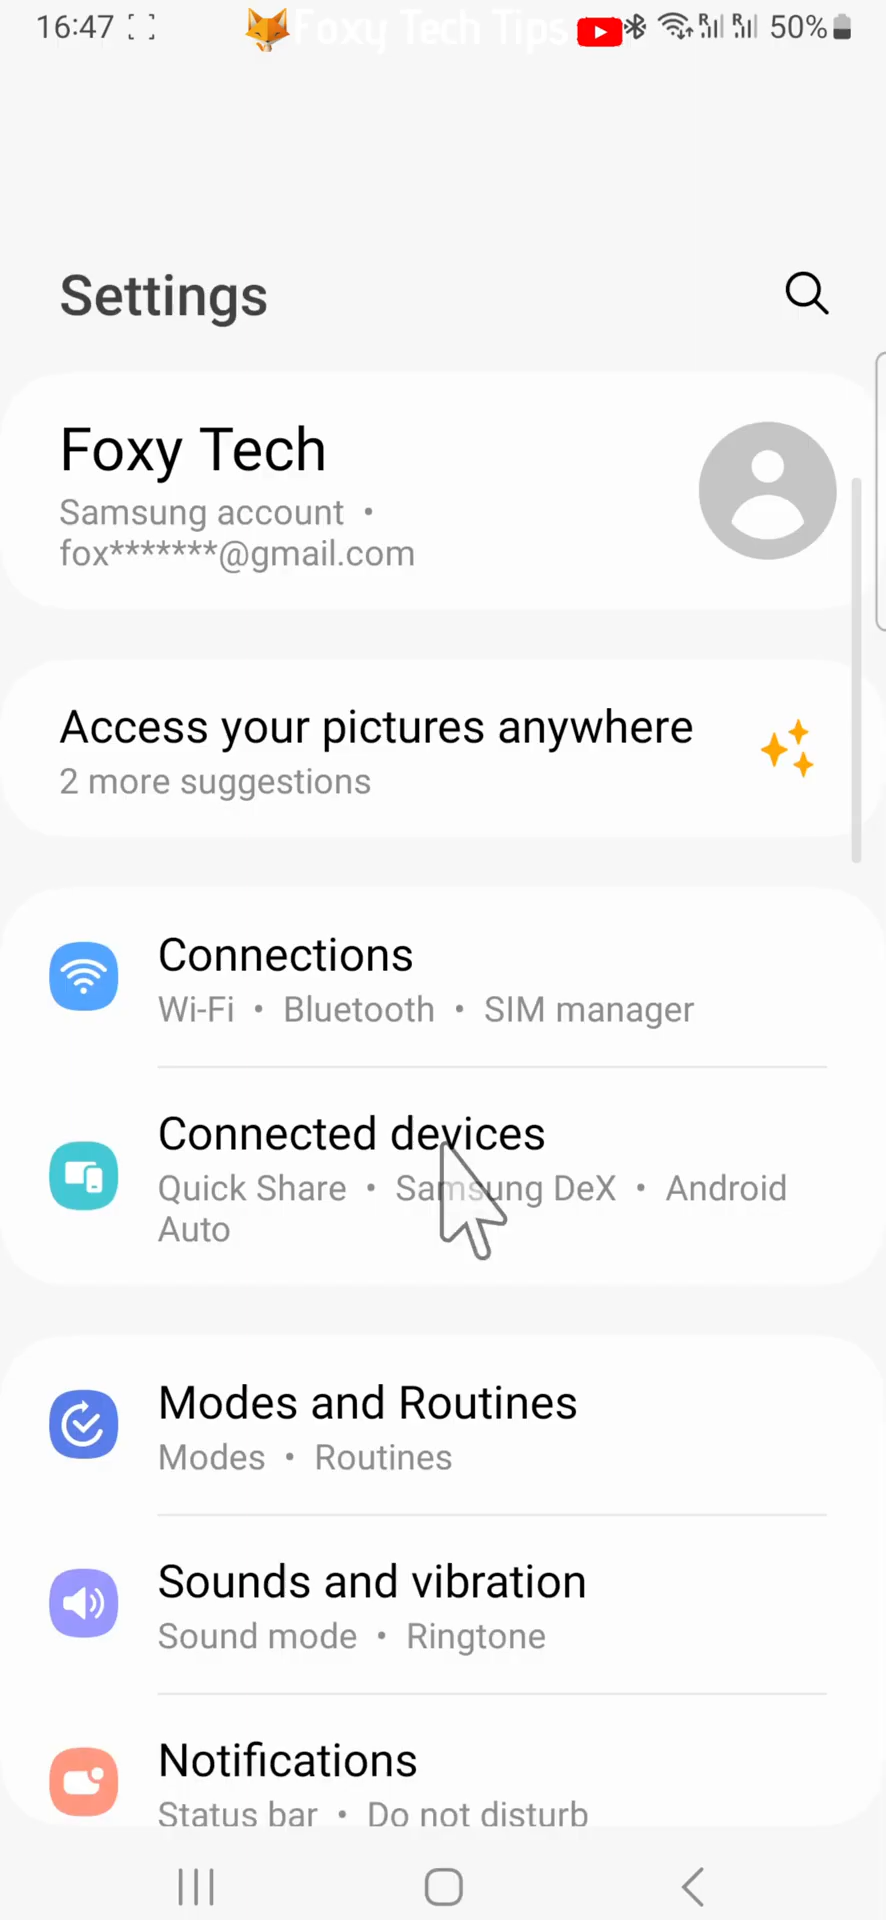 16:47 Foxy Tech Tips 50%
Settings
Foxy Tech
Samsung account •
fox*******@gmail.com
Access your pictures anywhere
2 more suggestions
Connections
Wi-Fi • Bluetooth • SIM manager
Connected devices
Quick Share • Samsung DeX • Android
Auto
Modes and Routines
Modes • Routines
Sounds and vibration
Sound mode • Ringtone
Notifications
Status bar • Do not disturb